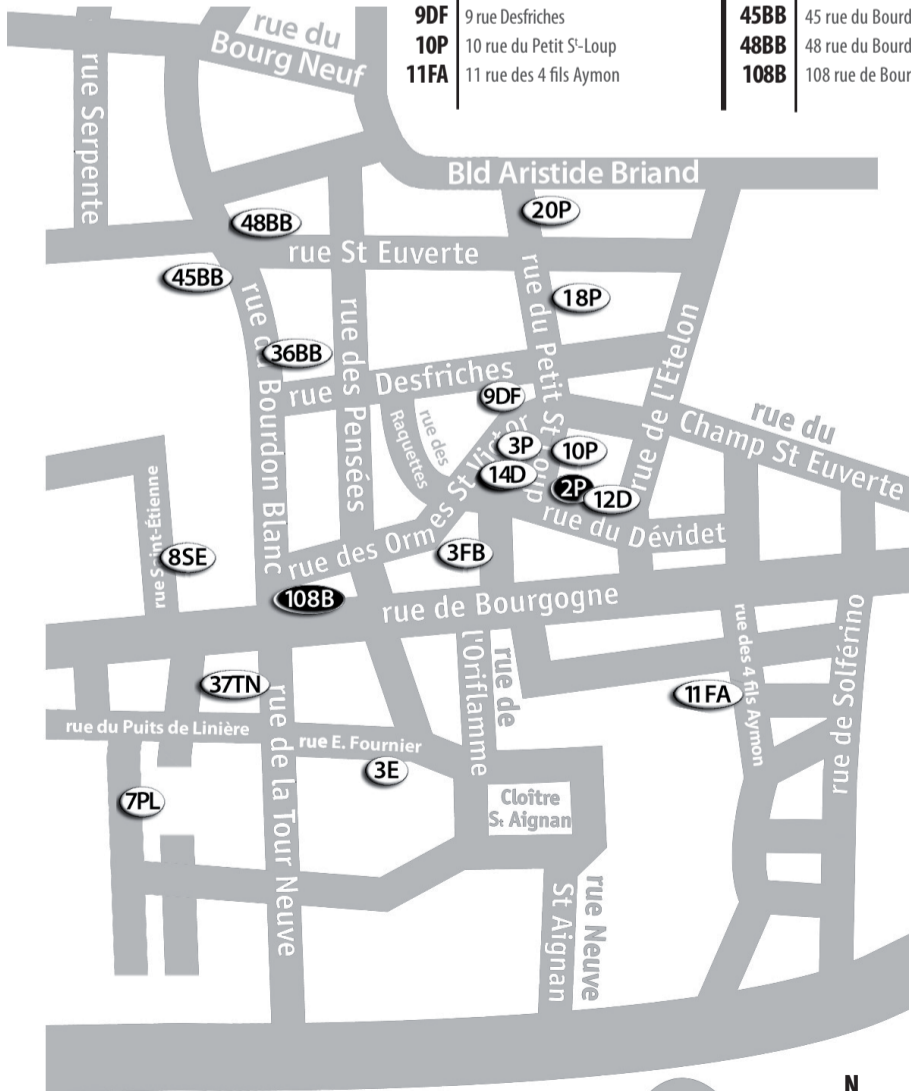 9DF 9 rue Desfriches
10P 10 rue du Petit St-Loup
11FA 11 rue des 4 fils Aymon
45BB 45 rue du Bourd
48BB 48 rue du Bourd
108B 108 rue de Bour
rue du
Bourg Neuf
rue Serpente
Bld Aristide Briand
20P
48BB
rue St Euverte
45BB
18P
rue du Bourdon Blanc
rue des Pensées
rue du Petit St Loup
rue de l'Etelon
36BB
rue Desfriches
9DF
rue des
Raquettes
rue du
Champ St Euverte
3P
10P
14D
2P
12D
rue des Ormes St Victor
rue du Dévidet
rue Saint-Étienne
8SE
3FB
108B
rue de Bourgogne
37TN
rue de
l'Oriflamme
11FA
rue des 4 fils Aymon
rue de Solférino
rue du Puits de Linière
rue de la Tour Neuve
rue E. Fournier
3E
7PL
Cloître
St Aignan
rue Neuve
St Aignan
N